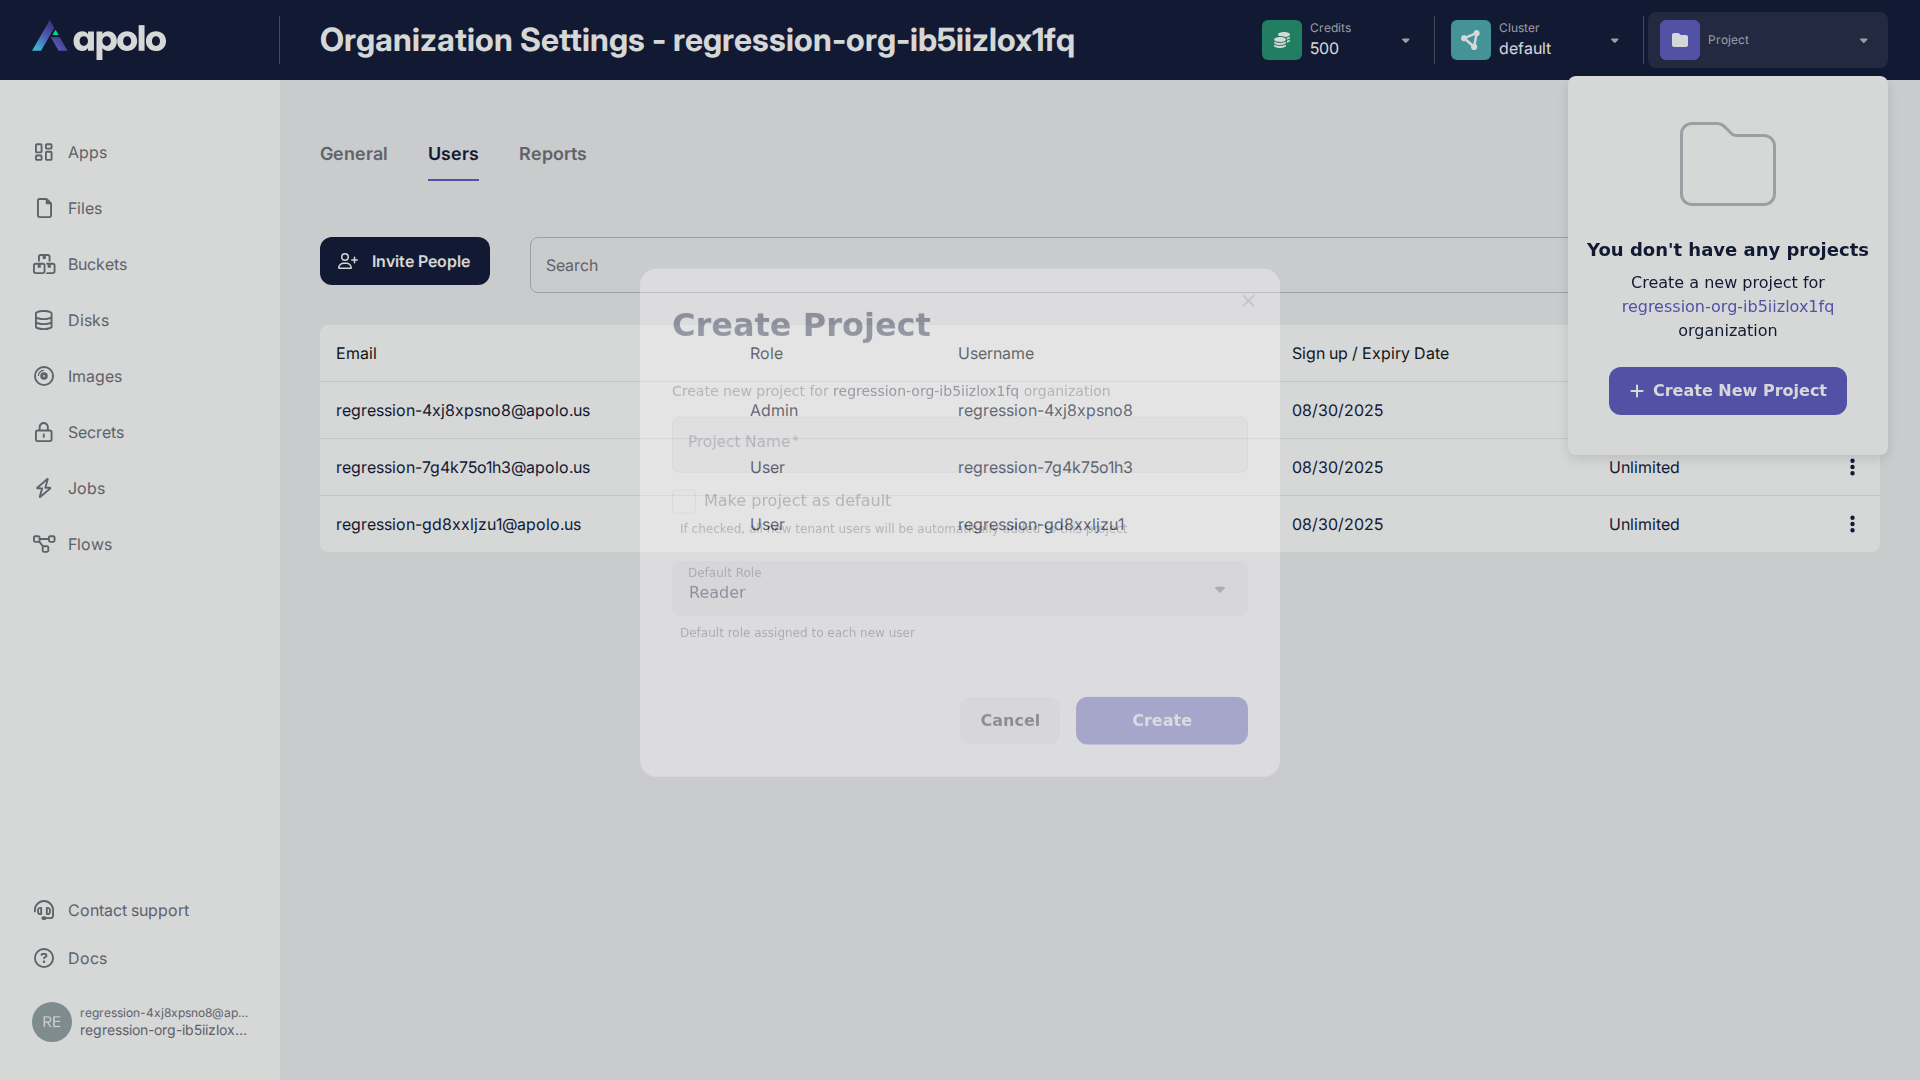 apolo
Organization Settings - regression-org-ib5iizlox1fq
Credits
500
Cluster
default
Project
Apps
Files
Buckets
Disks
Images
Secrets
Jobs
Flows
Contact support
Docs
RE
regression-4xj8xpsno8@ap...
regression-org-ib5iizlox...
General
Users
Reports
Invite People
Search
Email
Role
Username
Sign up / Expiry Date
regression-4xj8xpsno8@apolo.us
Admin
regression-4xj8xpsno8
08/30/2025
regression-7g4k75o1h3@apolo.us
User
regression-7g4k75o1h3
08/30/2025
Unlimited
regression-gd8xxljzu1@apolo.us
User
regression-gd8xxljzu1
08/30/2025
Unlimited
Create Project
Create new project for regression-org-ib5iizlox1fq organization
Project Name*
Make project as default
If checked, all new tenant users will be automatically added to this project
Default Role
Reader
Default role assigned to each new user
Cancel
Create
You don't have any projects
Create a new project for
regression-org-ib5iizlox1fq
organization
Create New Project